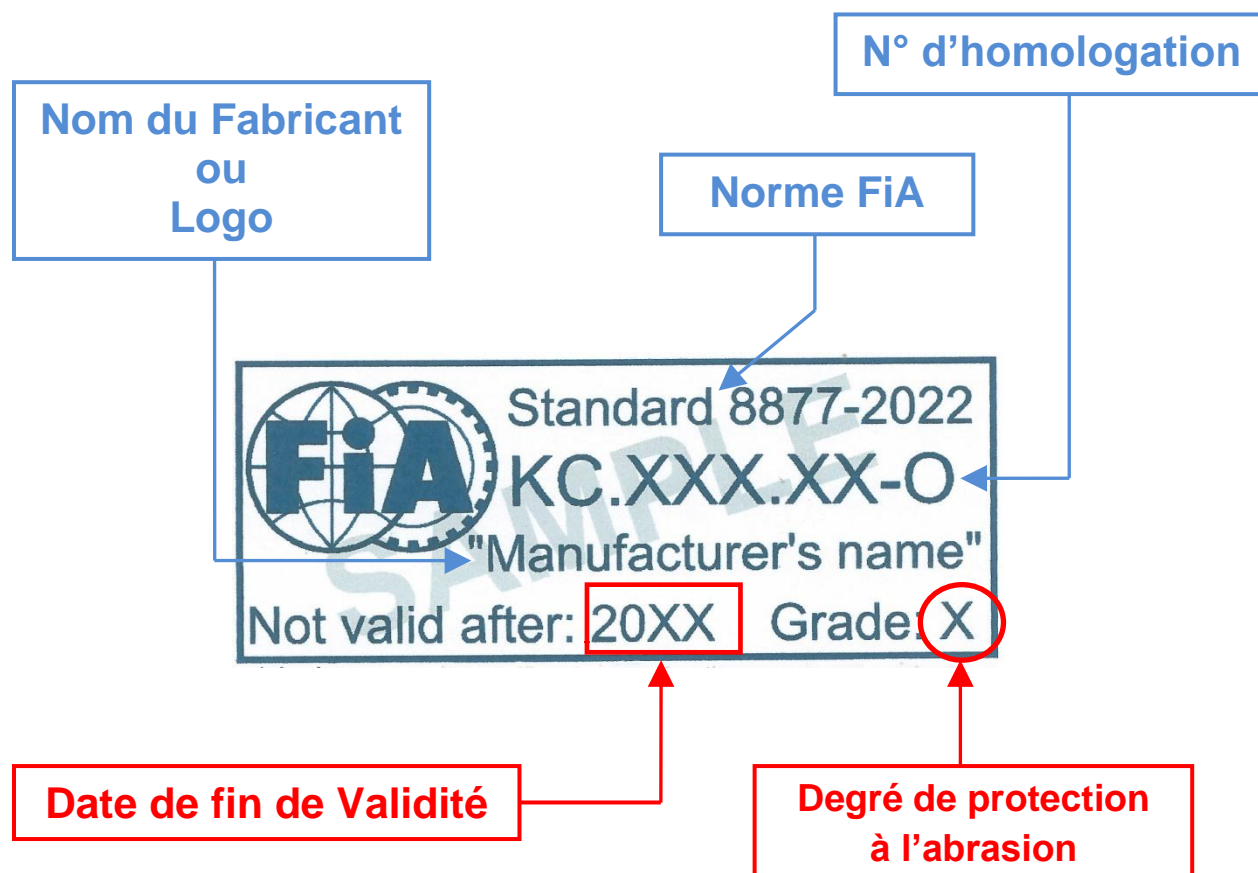 N° d’homologation
Nom du Fabricant
ou
Logo
Norme FiA
FiA
Standard 8877-2022
KC.XXX.XX-O
"Manufacturer's name"
Not valid after: 20XX Grade: X
SAMPLE
Date de fin de Validité
Degré de protection
à l’abrasion